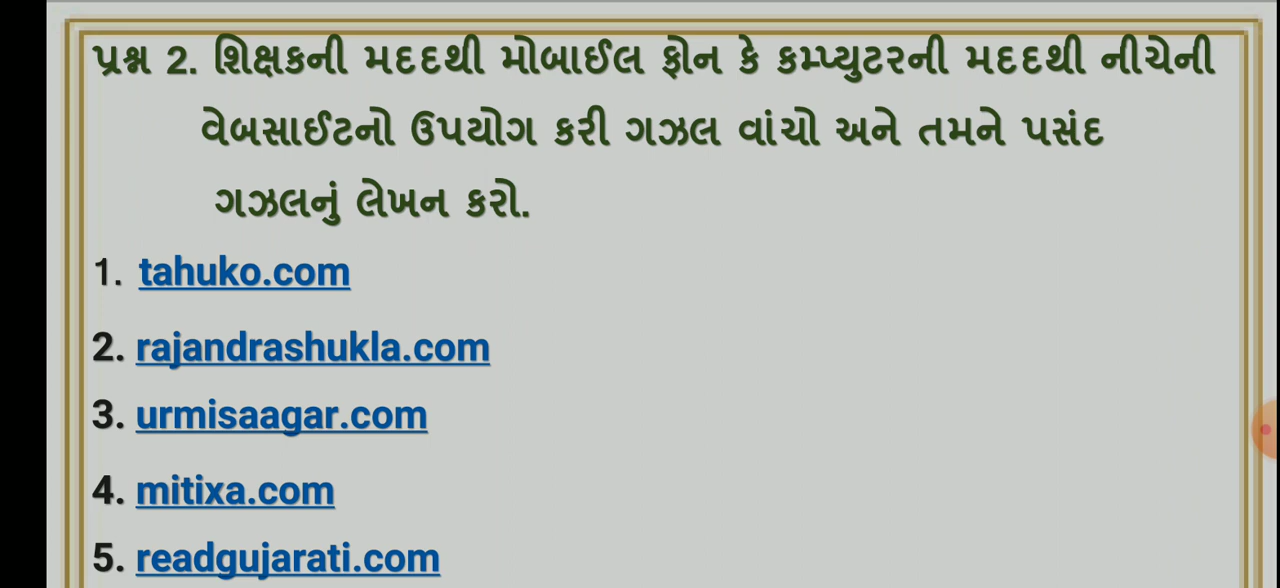 પ્રશ્ન 2. શિક્ષકની મદદથી મોબાઈલ ફોન કે કમ્પ્યુટરની મદદથી નીચેની
વેબસાઈટનો ઉપયોગ કરી ગઝલ વાંચો અને તમને પસંદ
ગઝલનું લેખન કરો.
1. tahuko.com
2. rajandrashukla.com
3. urmisaagar.com
4. mitixa.com
5. readgujarati.com